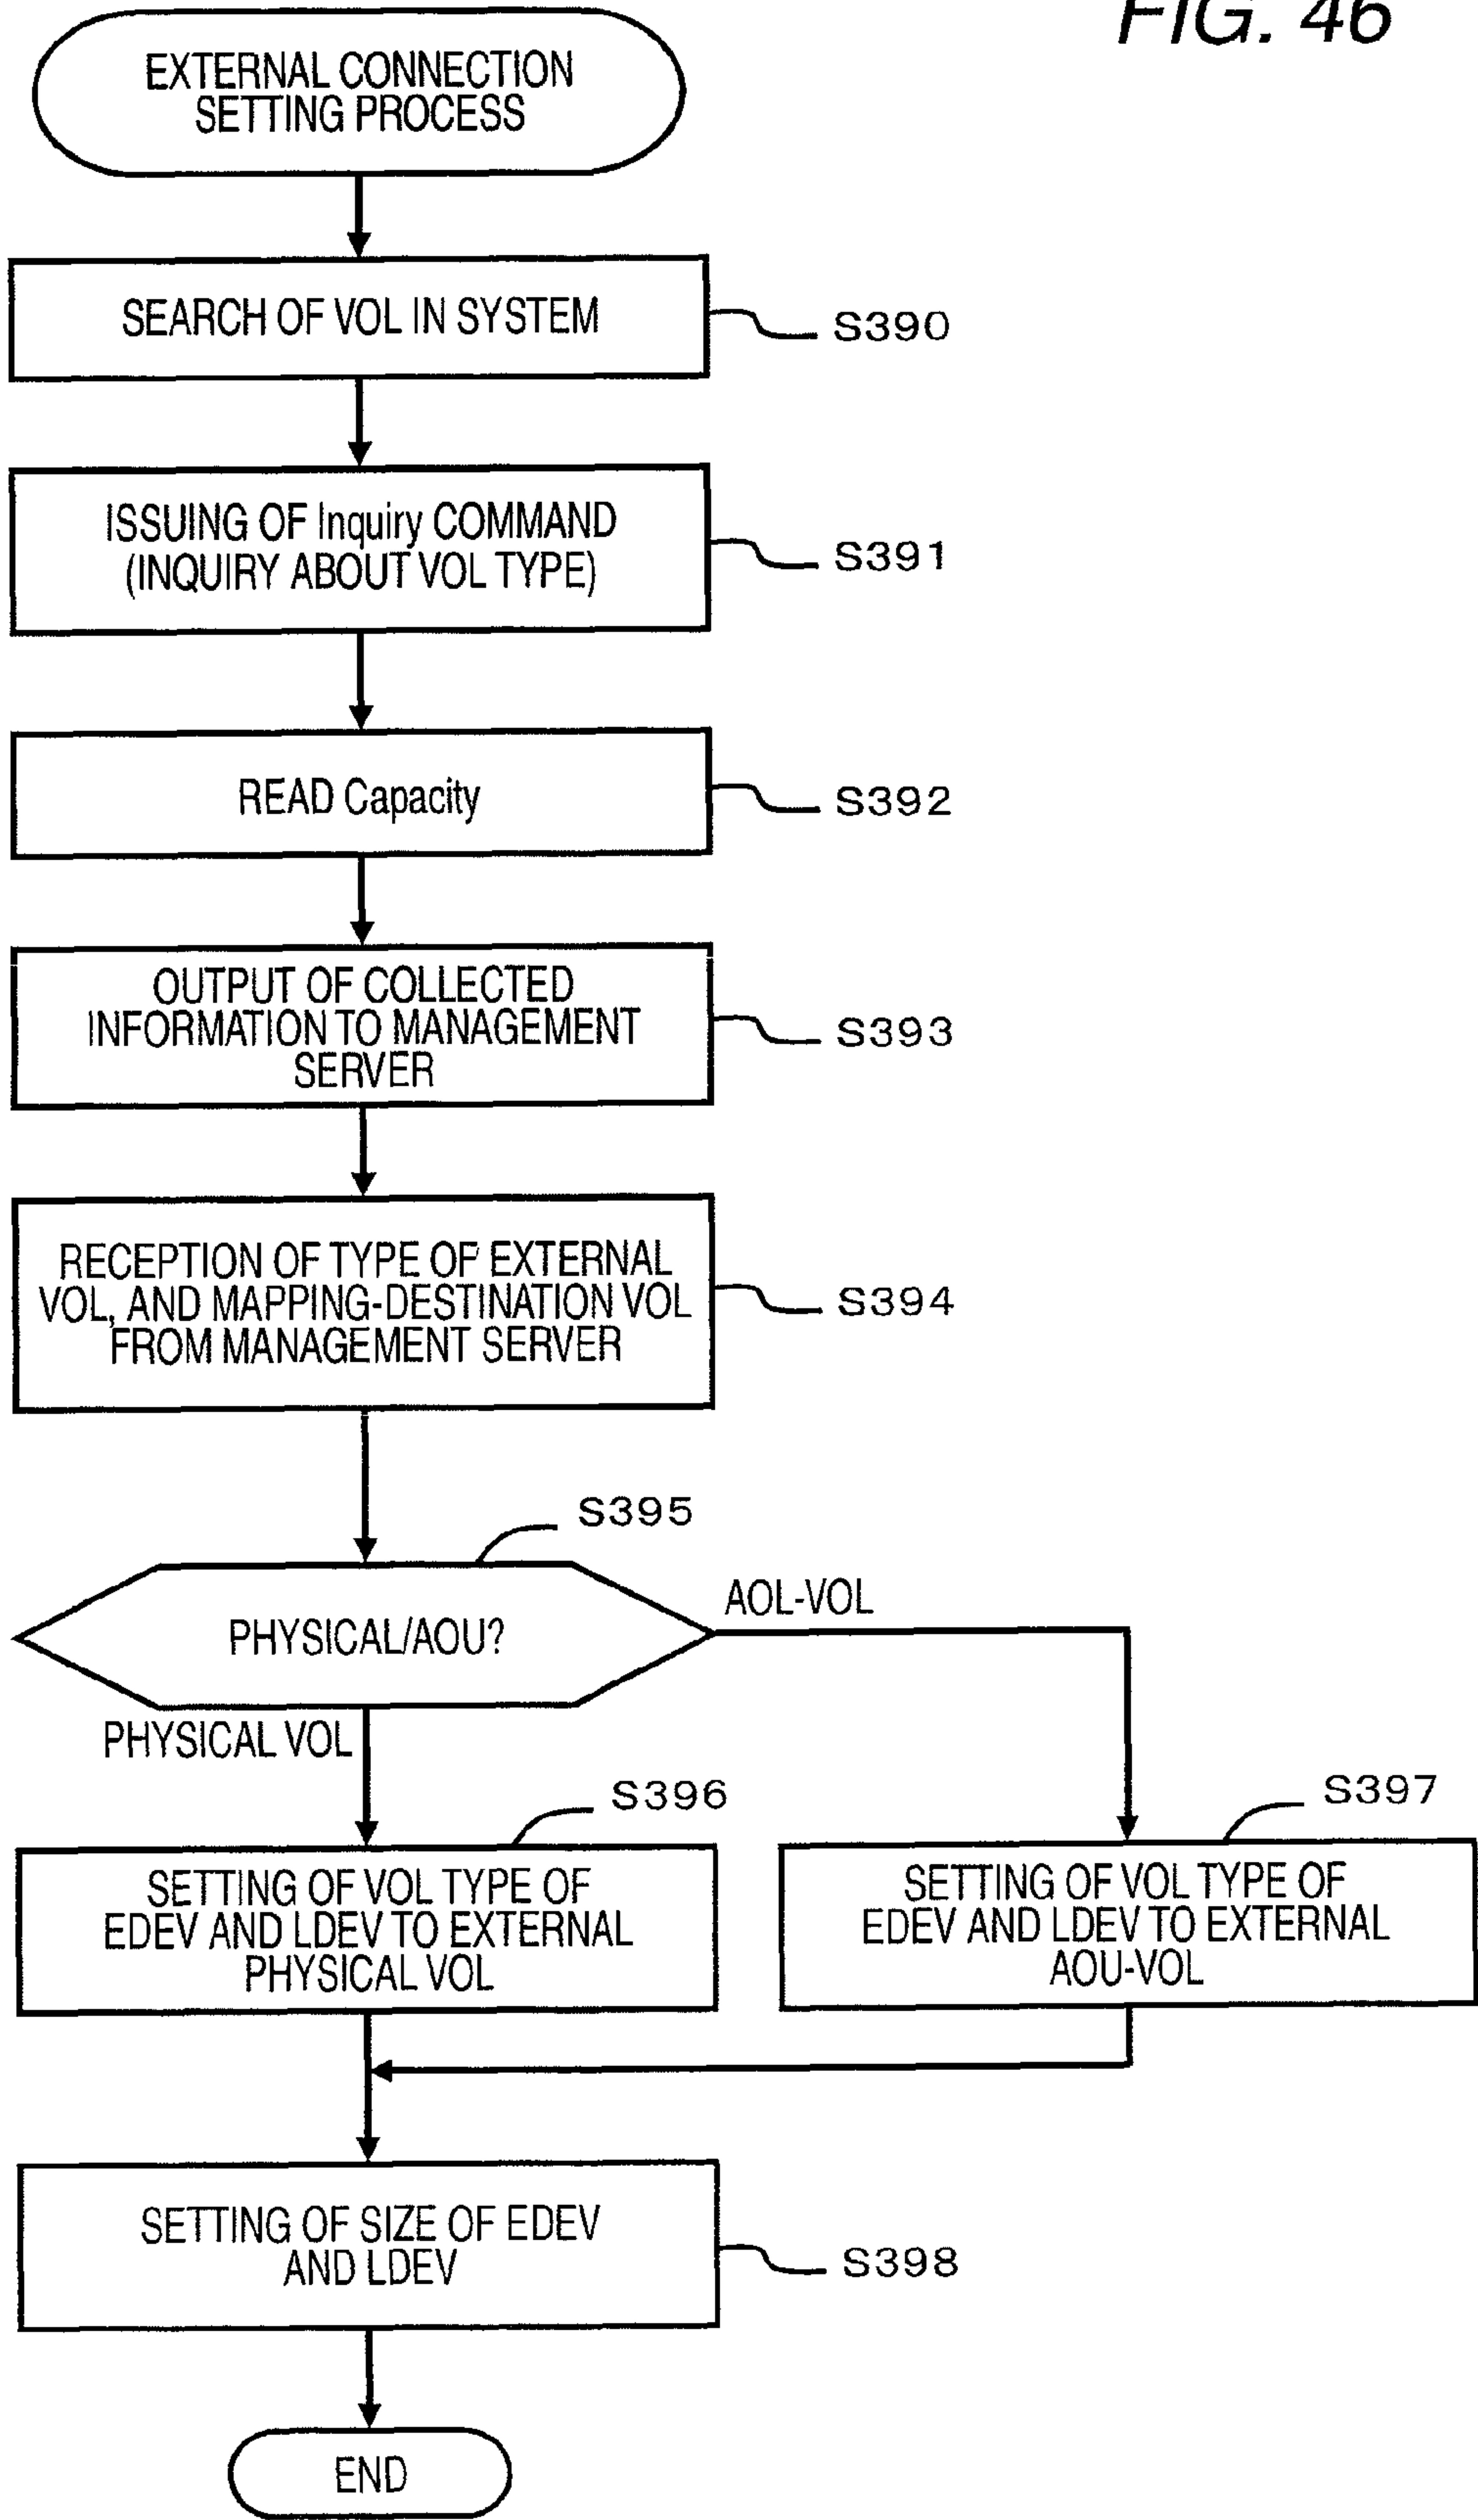 FIG. 46
EXTERNAL CONNECTION
SETTING PROCESS
SEARCH OF VOL IN SYSTEM
S390
ISSUING OF Inquiry COMMAND
(INQUIRY ABOUT VOL TYPE)
S391
READ Capacity
S392
OUTPUT OF COLLECTED
INFORMATION TO MANAGEMENT
SERVER
S393
RECEPTION OF TYPE OF EXTERNAL
VOL, AND MAPPING-DESTINATION VOL
FROM MANAGEMENT SERVER
S394
S395
PHYSICAL/AOU?
AOL-VOL
PHYSICAL VOL
S396
SETTING OF VOL TYPE OF
EDEV AND LDEV TO EXTERNAL
PHYSICAL VOL
S397
SETTING OF VOL TYPE OF
EDEV AND LDEV TO EXTERNAL
AOU-VOL
SETTING OF SIZE OF EDEV
AND LDEV
S398
END